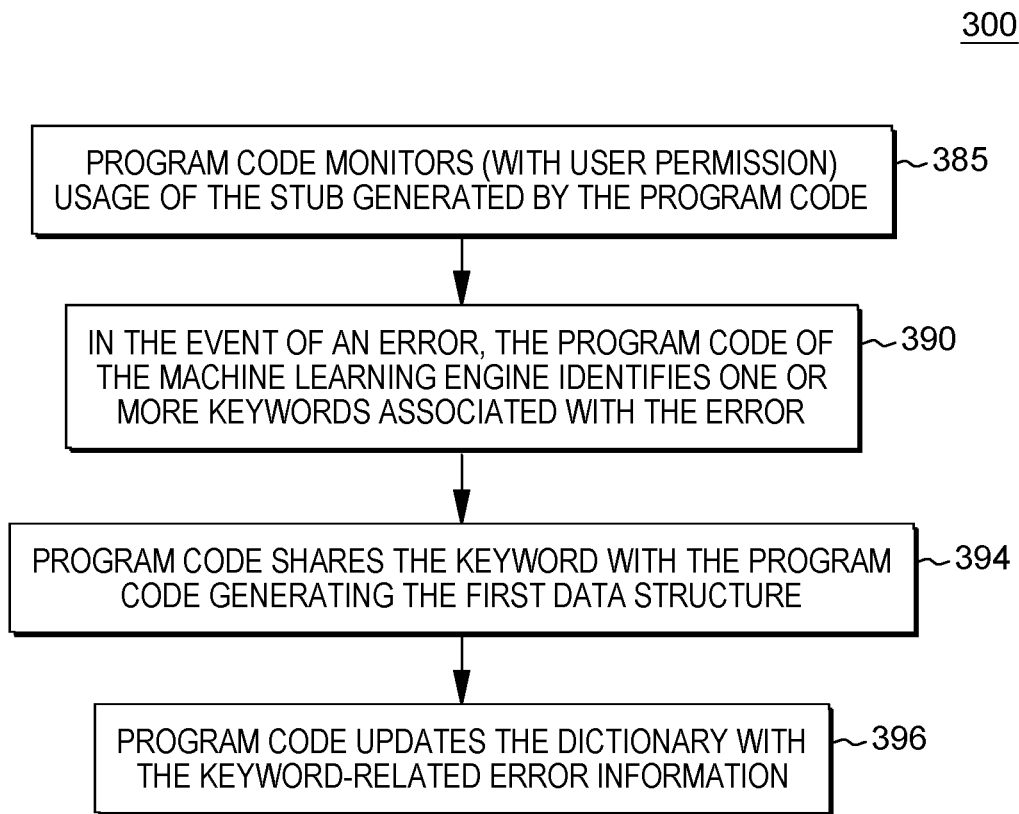 300
PROGRAM CODE MONITORS (WITH USER PERMISSION)
USAGE OF THE STUB GENERATED BY THE PROGRAM CODE
385
IN THE EVENT OF AN ERROR, THE PROGRAM CODE OF
THE MACHINE LEARNING ENGINE IDENTIFIES ONE OR
MORE KEYWORDS ASSOCIATED WITH THE ERROR
390
PROGRAM CODE SHARES THE KEYWORD WITH THE PROGRAM
CODE GENERATING THE FIRST DATA STRUCTURE
394
PROGRAM CODE UPDATES THE DICTIONARY WITH
THE KEYWORD-RELATED ERROR INFORMATION
396